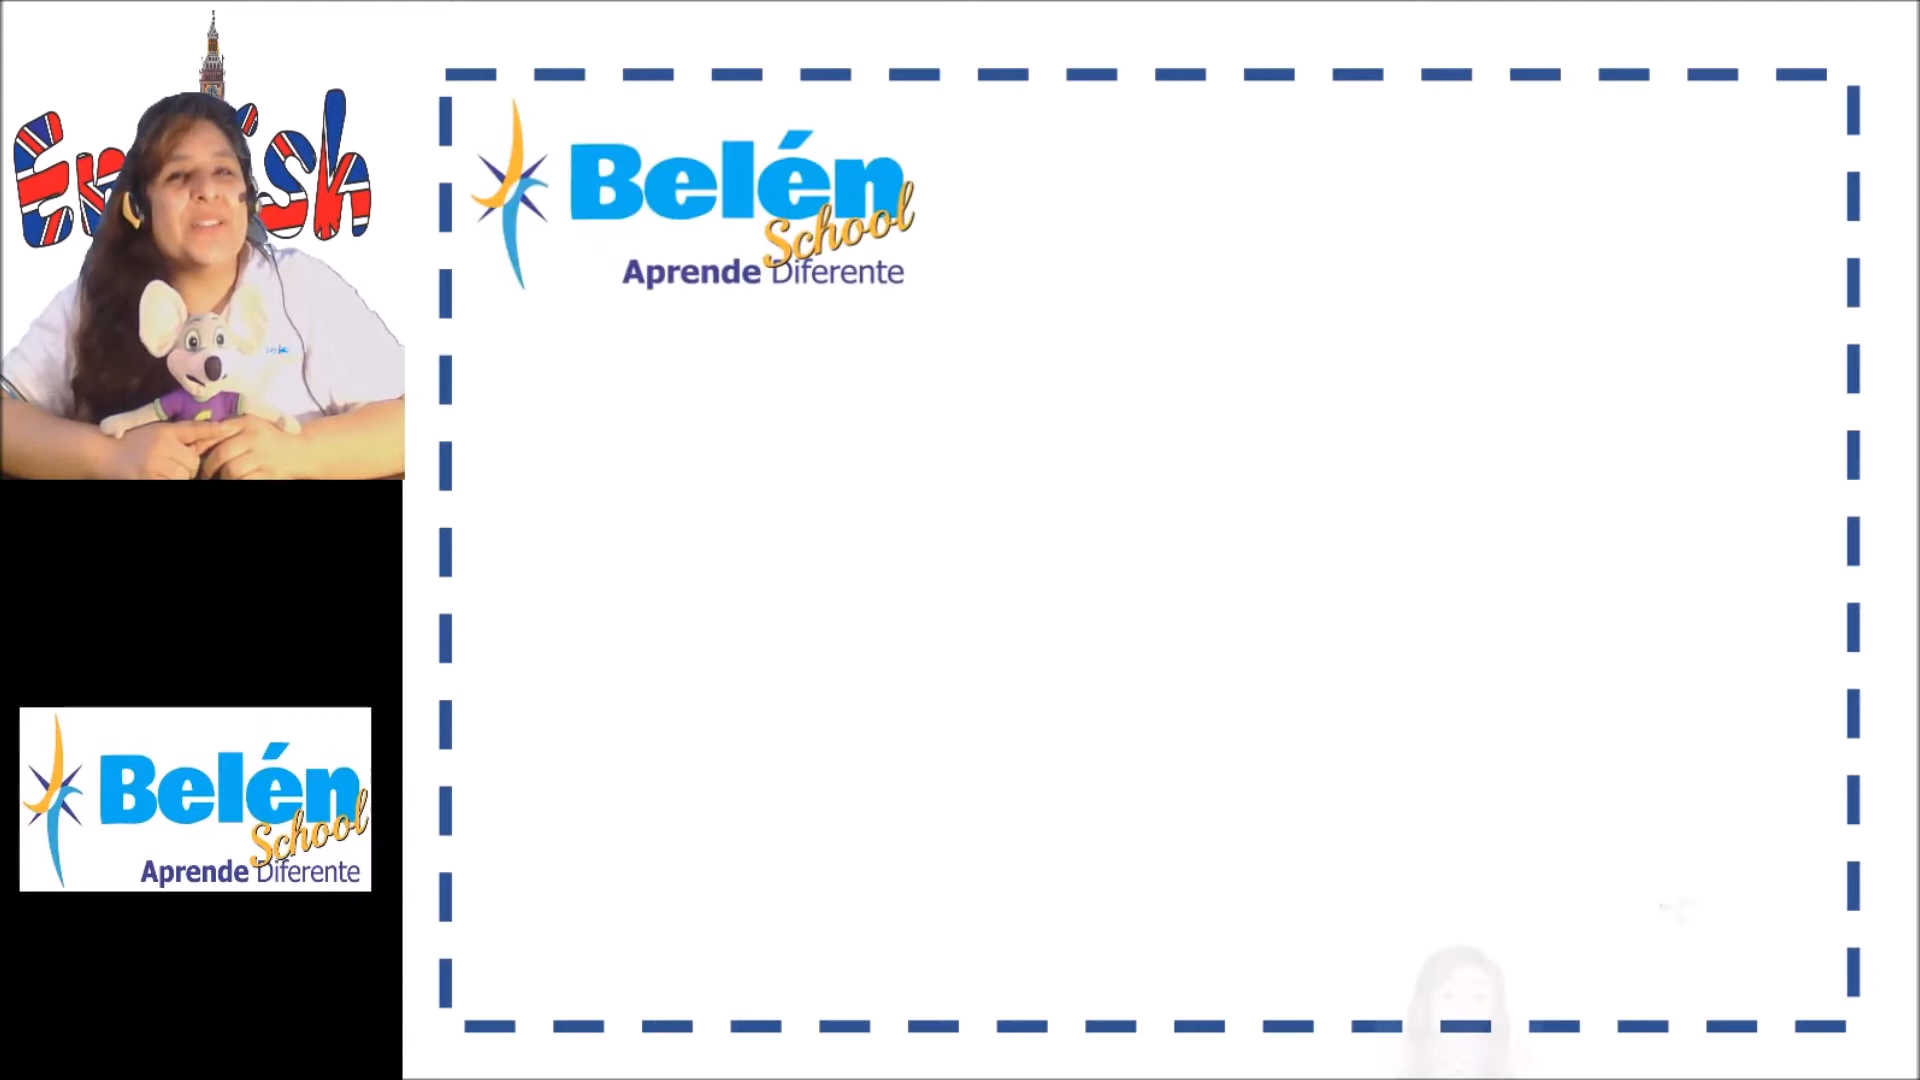 English
Belén
School
Aprende Diferente
Belén
School
Aprende Diferente